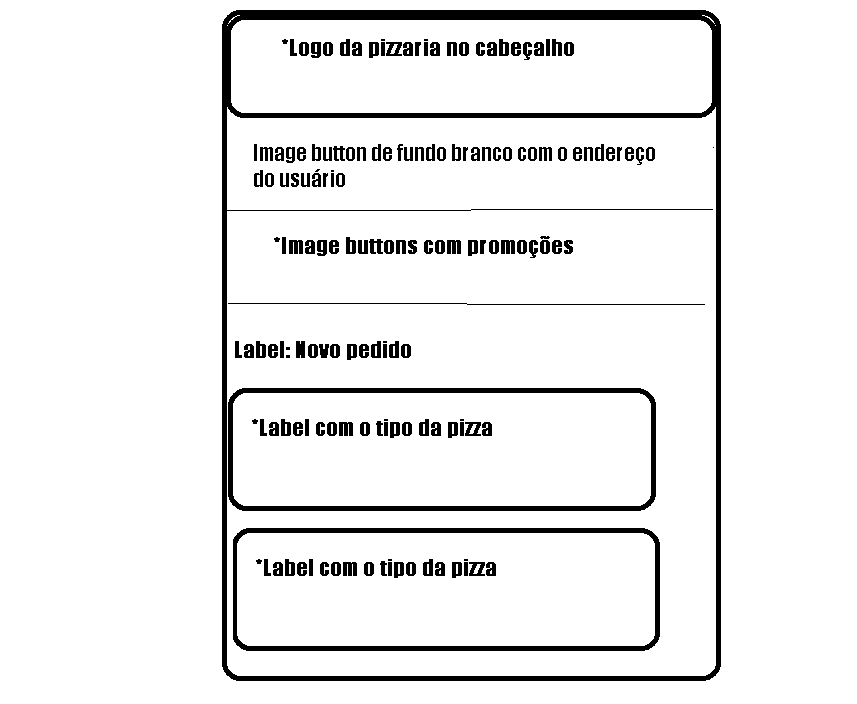 *Logo da pizzaria no cabeçalho
Image button de fundo branco com o endereço
do usuário
*Image buttons com promoções
Label: Novo pedido
*Label com o tipo da pizza
*Label com o tipo da pizza